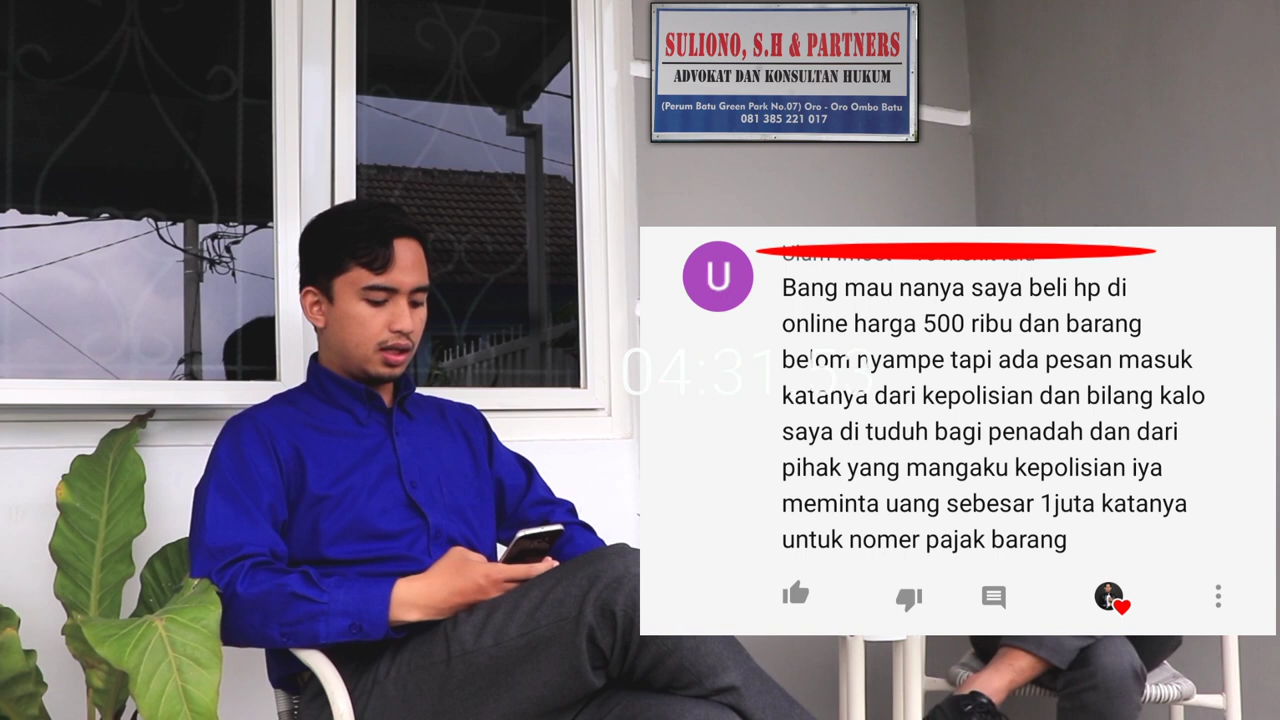 SULIONO, S.H & PARTNERS
ADVOKAT DAN KONSULTAN HUKUM
(Perum Batu Green Park No.07) Oro - Oro Ombo Batu
081 385 221 017
U
Bang mau nanya saya beli hp di
online harga 500 ribu dan barang
belom nyampe tapi ada pesan masuk
katanya dari kepolisian dan bilang kalo
saya di tuduh bagi penadah dan dari
pihak yang mangaku kepolisian iya
meminta uang sebesar 1juta katanya
untuk nomer pajak barang